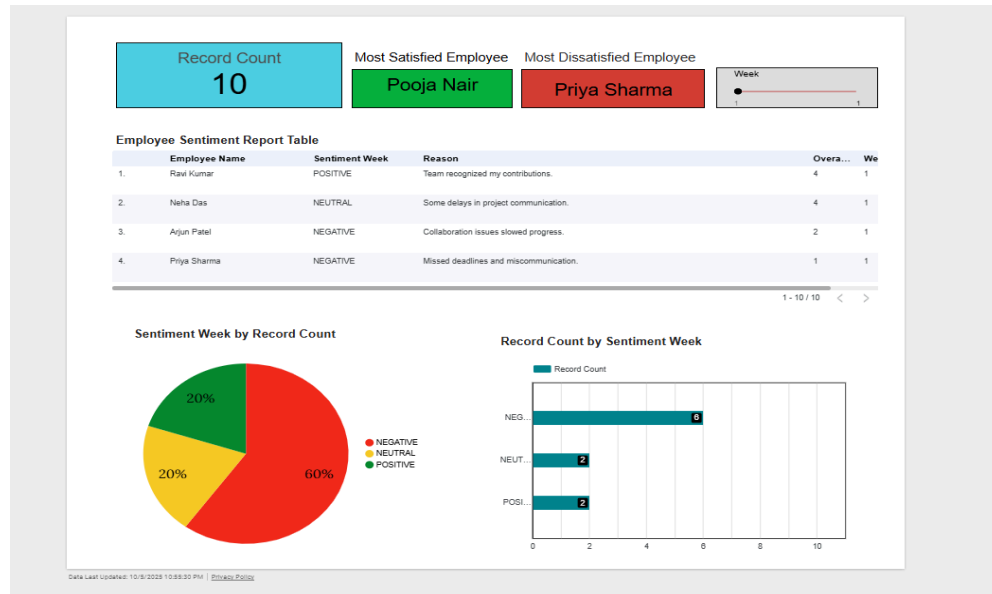 Record Count
10
Most Satisfied Employee
Pooja Nair
Most Dissatisfied Employee
Priya Sharma
Week
1 1
Employee Sentiment Report Table
Employee Name Sentiment Week Reason Overa... We
1. Ravi Kumar POSITIVE Team recognized my contributions. 4 1
2. Neha Das NEUTRAL Some delays in project communication. 4 1
3. Arjun Patel NEGATIVE Collaboration issues slowed progress. 2 1
4. Priya Sharma NEGATIVE Missed deadlines and miscommunication. 1 1
1 - 10 / 10 < >
Sentiment Week by Record Count
20%
20%
60%
NEGATIVE
NEUTRAL
POSITIVE
Record Count by Sentiment Week
Record Count
NEG... 6
NEUT... 2
POSI... 2
0 2 4 6 8 10
Data Last Updated: 10/5/2025 10:58:30 PM | Privacy Policy